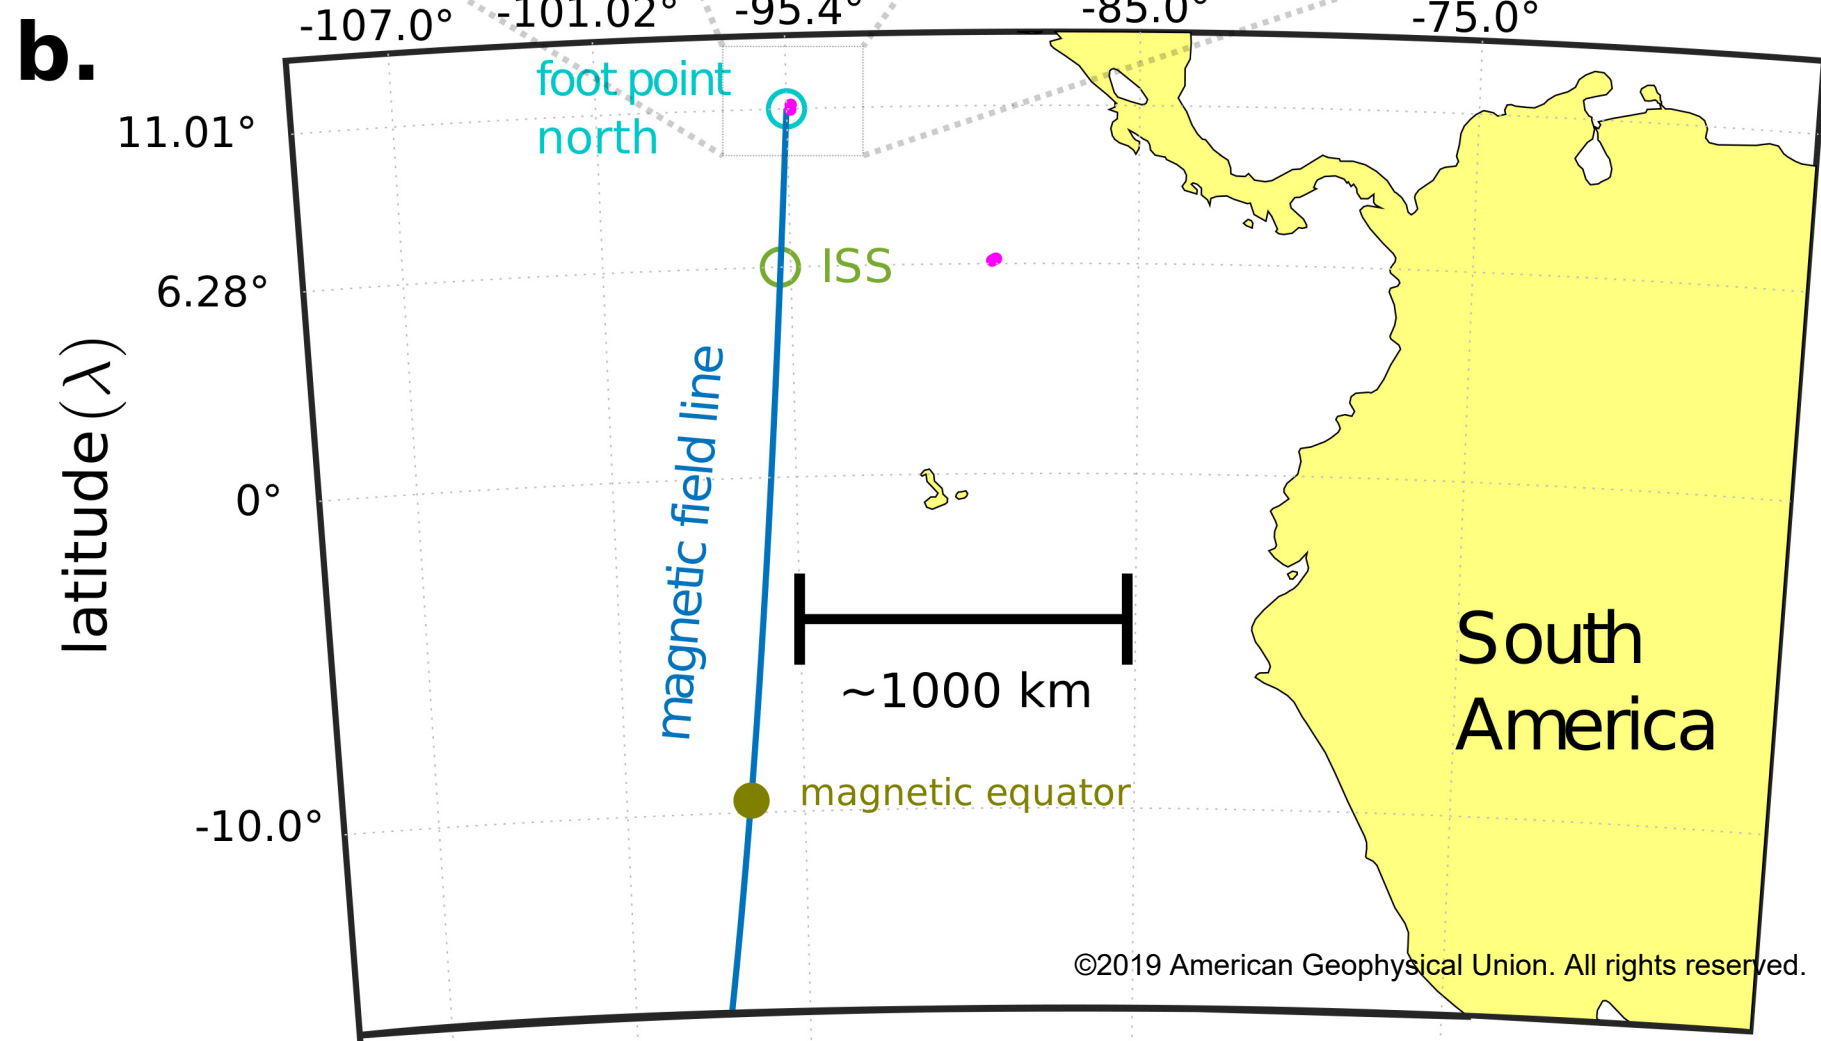 b.
-107.0° -101.02° -95.4° -85.0° -75.0°
foot point
north
11.01°
6.28°
ISS
latitude (λ)
magnetic field line
0°
~1000 km
South
America
magnetic equator
-10.0°
©2019 American Geophysical Union. All rights reserved.